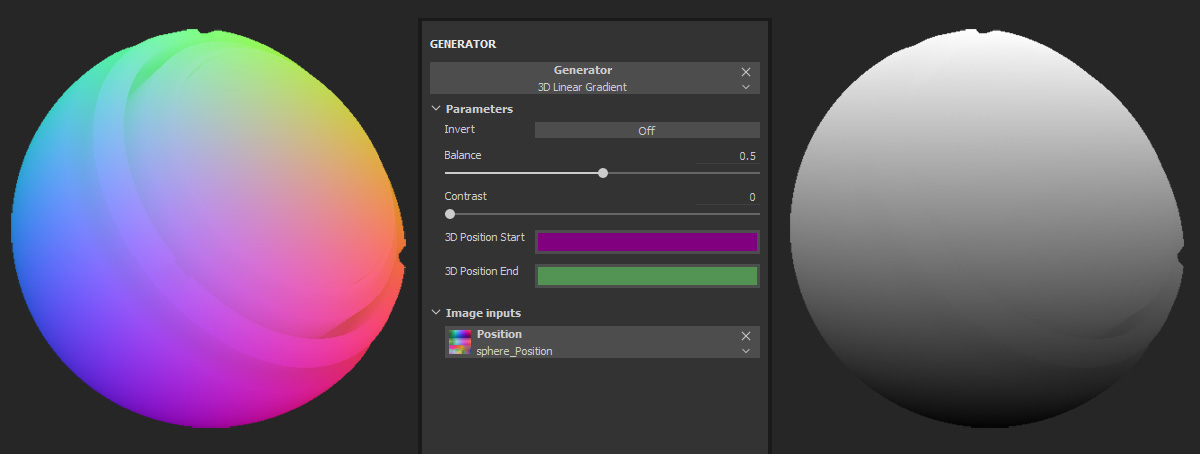 GENERATOR
Generator
3D Linear Gradient
Parameters
Invert Off
Balance 0.5
Contrast 0
3D Position Start
3D Position End
Image inputs
Position
sphere_Position